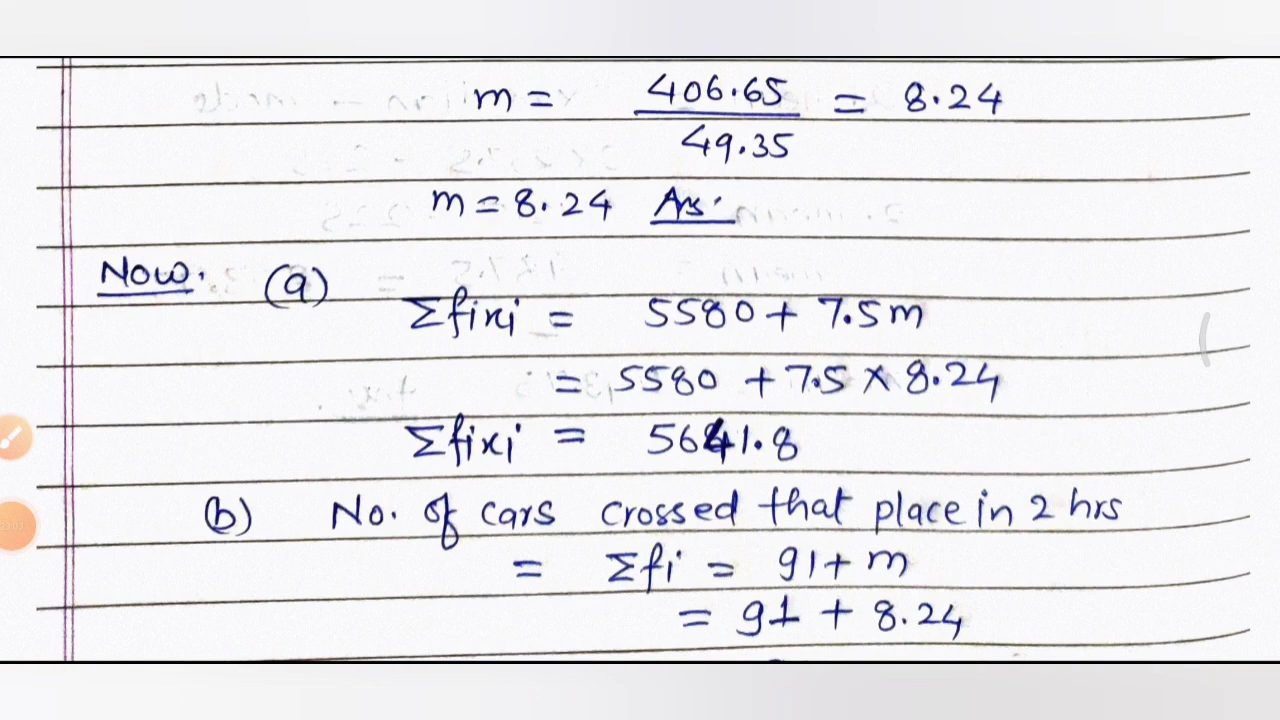 m = 406.65 / 49.35 = 8.24
m = 8.24 Ans.
Now. (a)
Σfixi = 5580 + 7.5m
= 5580 + 7.5 × 8.24
Σfixi = 5641.8
(b) No. of cars crossed that place in 2 hrs
= Σfi = 91 + m
= 91 + 8.24